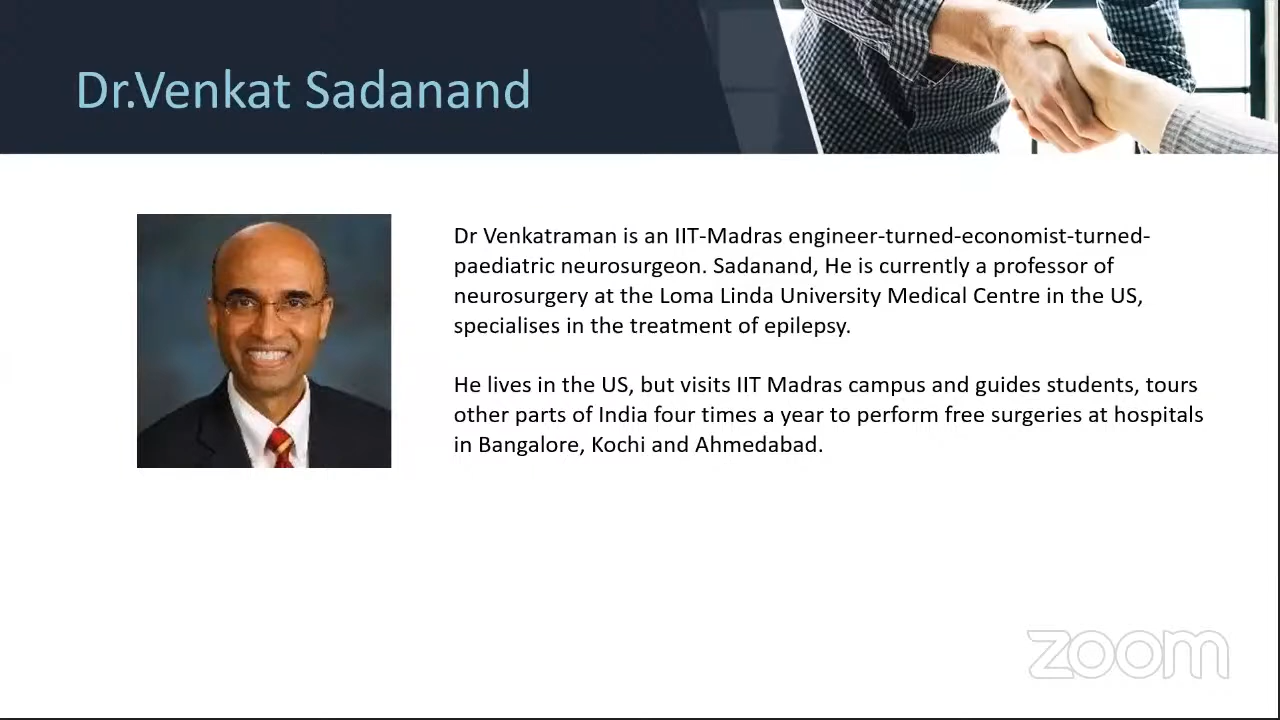 Dr.Venkat Sadanand
Dr Venkatraman is an IIT-Madras engineer-turned-economist-turned-
paediatric neurosurgeon. Sadanand, He is currently a professor of
neurosurgery at the Loma Linda University Medical Centre in the US,
specialises in the treatment of epilepsy.
He lives in the US, but visits IIT Madras campus and guides students, tours
other parts of India four times a year to perform free surgeries at hospitals
in Bangalore, Kochi and Ahmedabad.
zoom